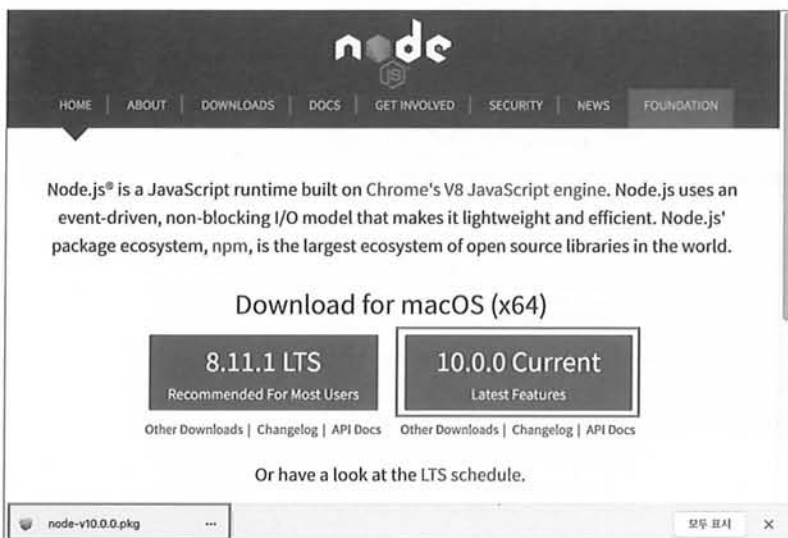 node
JS
HOME | ABOUT | DOWNLOADS | DOCS | GET INVOLVED | SECURITY | NEWS | FOUNDATION
Node.js® is a JavaScript runtime built on Chrome's V8 JavaScript engine. Node.js uses an
event-driven, non-blocking I/O model that makes it lightweight and efficient. Node.js'
package ecosystem, npm, is the largest ecosystem of open source libraries in the world.
Download for macOS (x64)
8.11.1 LTS
Recommended For Most Users
10.0.0 Current
Latest Features
Other Downloads | Changelog | API Docs
Other Downloads | Changelog | API Docs
Or have a look at the LTS schedule.
node-v10.0.0.pkg ...
모두 표시 ×